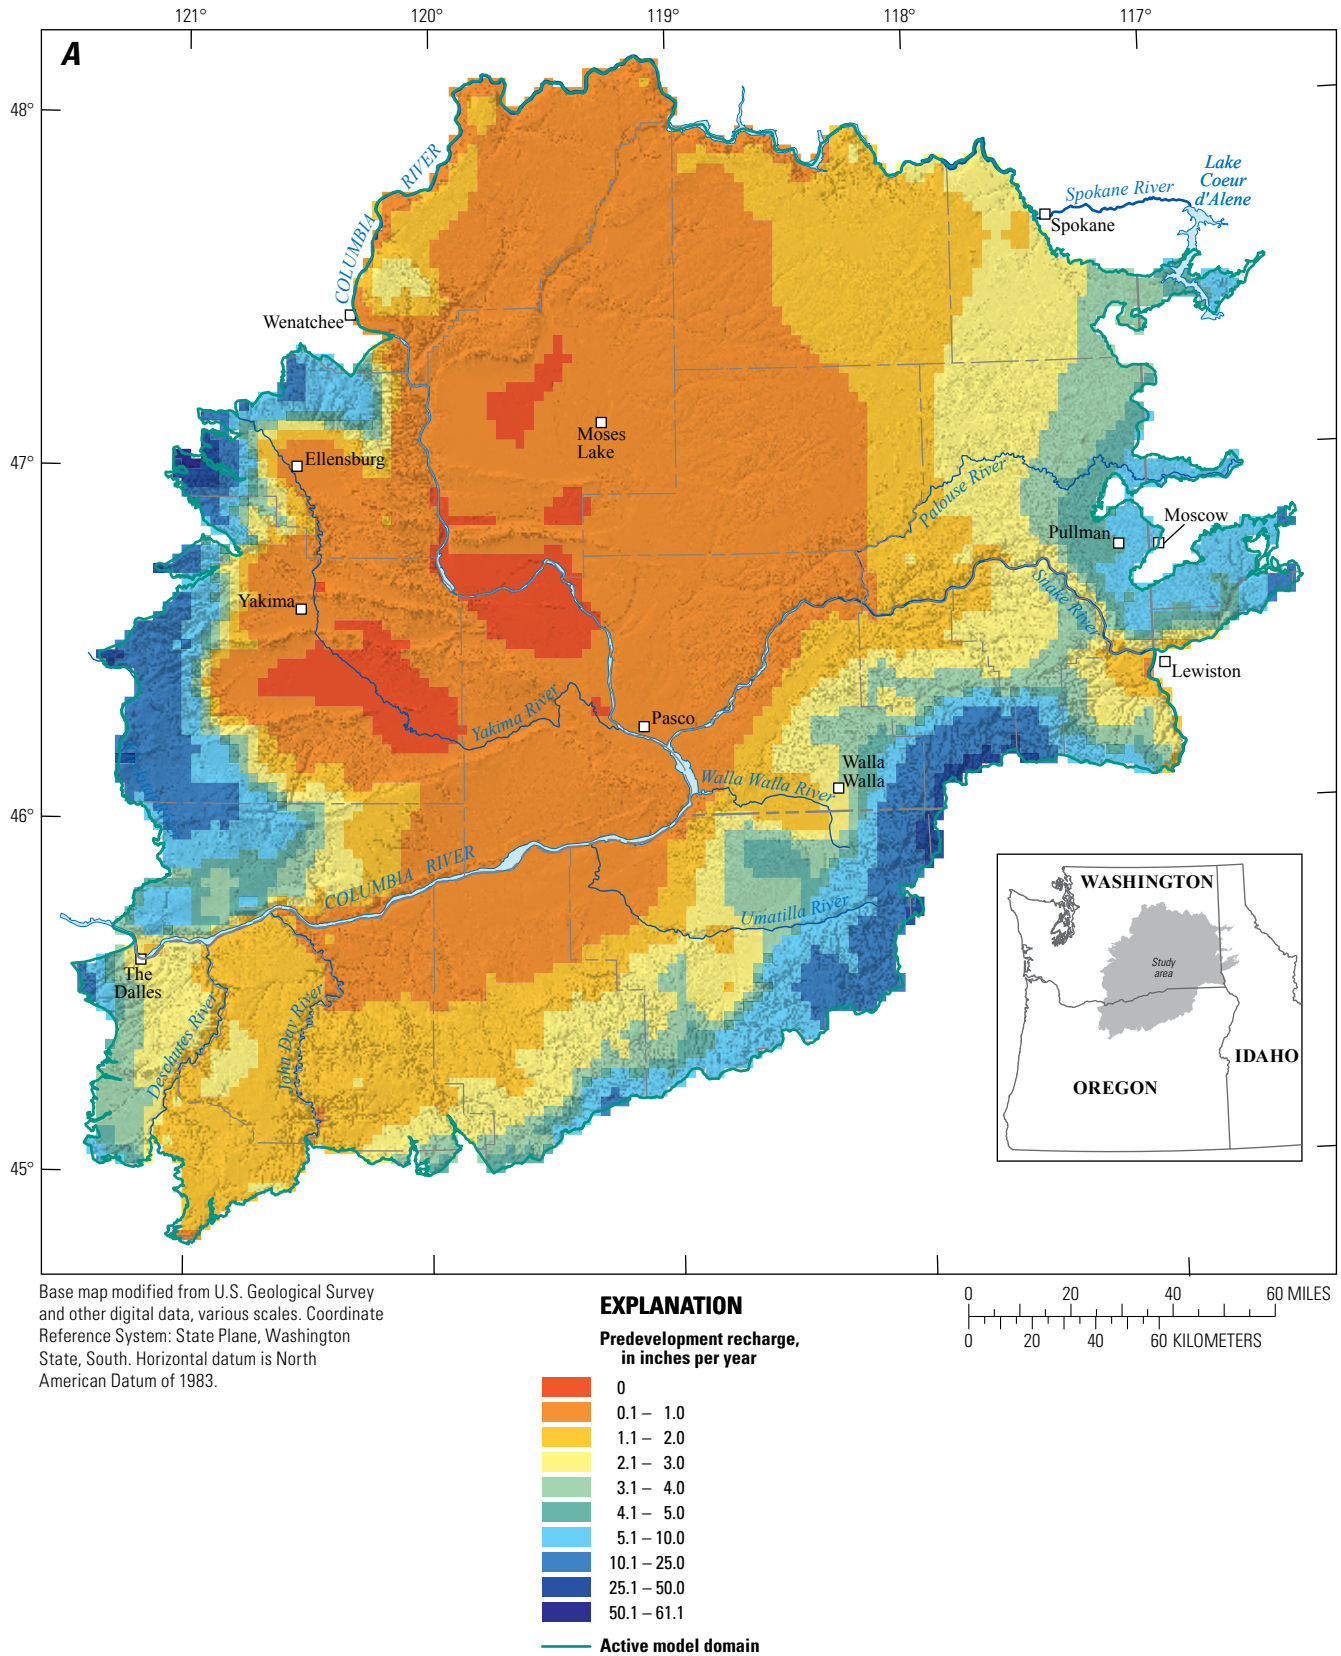 121°
120°
119°
118°
117°
A
48°
47°
46°
45°
COLUMBIA RIVER
Lake
Coeur
d'Alene
Spokane River
Spokane
Wenatchee
Moses
Lake
Ellensburg
Palouse River
Pullman
Moscow
Snake River
Yakima
Lewiston
Yakima River
Pasco
Walla
Walla
Walla Walla River
COLUMBIA RIVER
Umatilla River
The
Dalles
Deschutes River
John Day River
WASHINGTON
Study
area
IDAHO
OREGON
Base map modified from U.S. Geological Survey
and other digital data, various scales. Coordinate
Reference System: State Plane, Washington
State, South. Horizontal datum is North
American Datum of 1983.
EXPLANATION
Predevelopment recharge,
in inches per year
0
0.1 – 1.0
1.1 – 2.0
2.1 – 3.0
3.1 – 4.0
4.1 – 5.0
5.1 – 10.0
10.1 – 25.0
25.1 – 50.0
50.1 – 61.1
Active model domain
0 20 40 60 MILES
0 20 40 60 KILOMETERS